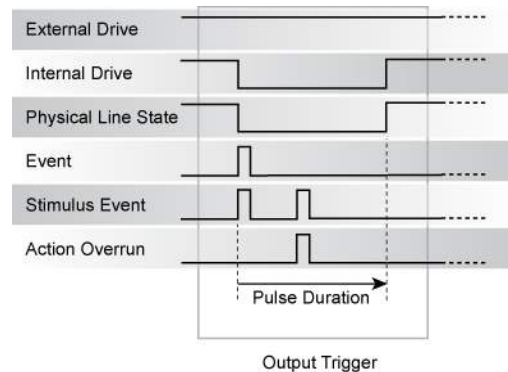 External Drive
Internal Drive
Physical Line State
Event
Stimulus Event
Action Overrun
Pulse Duration
Output Trigger